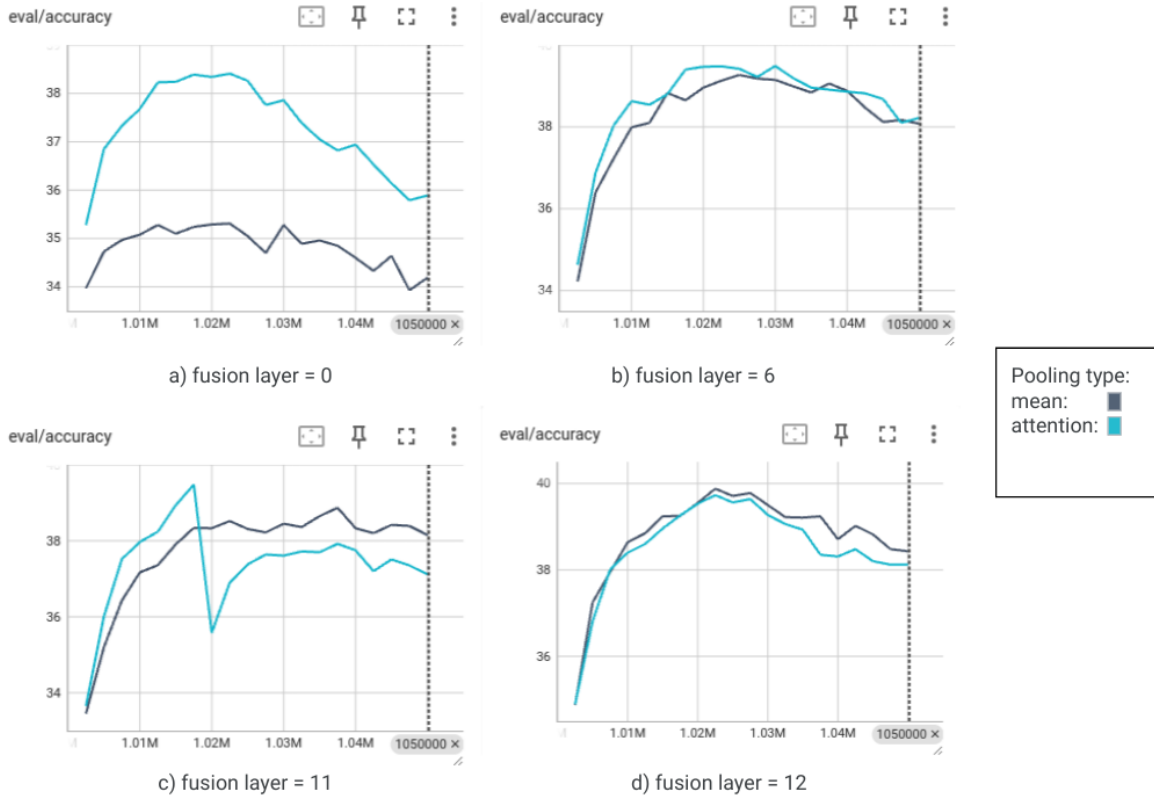 eval/accuracy
38
37
36
35
34
1.01M 1.02M 1.03M 1.04M 1050000 ×
a) fusion layer = 0
eval/accuracy
38
36
34
1.01M 1.02M 1.03M 1.04M 1050000 ×
b) fusion layer = 6
Pooling type:
mean:
attention:
eval/accuracy
38
36
34
1.01M 1.02M 1.03M 1.04M 1050000 ×
c) fusion layer = 11
eval/accuracy
40
38
36
1.01M 1.02M 1.03M 1.04M 1050000 ×
d) fusion layer = 12